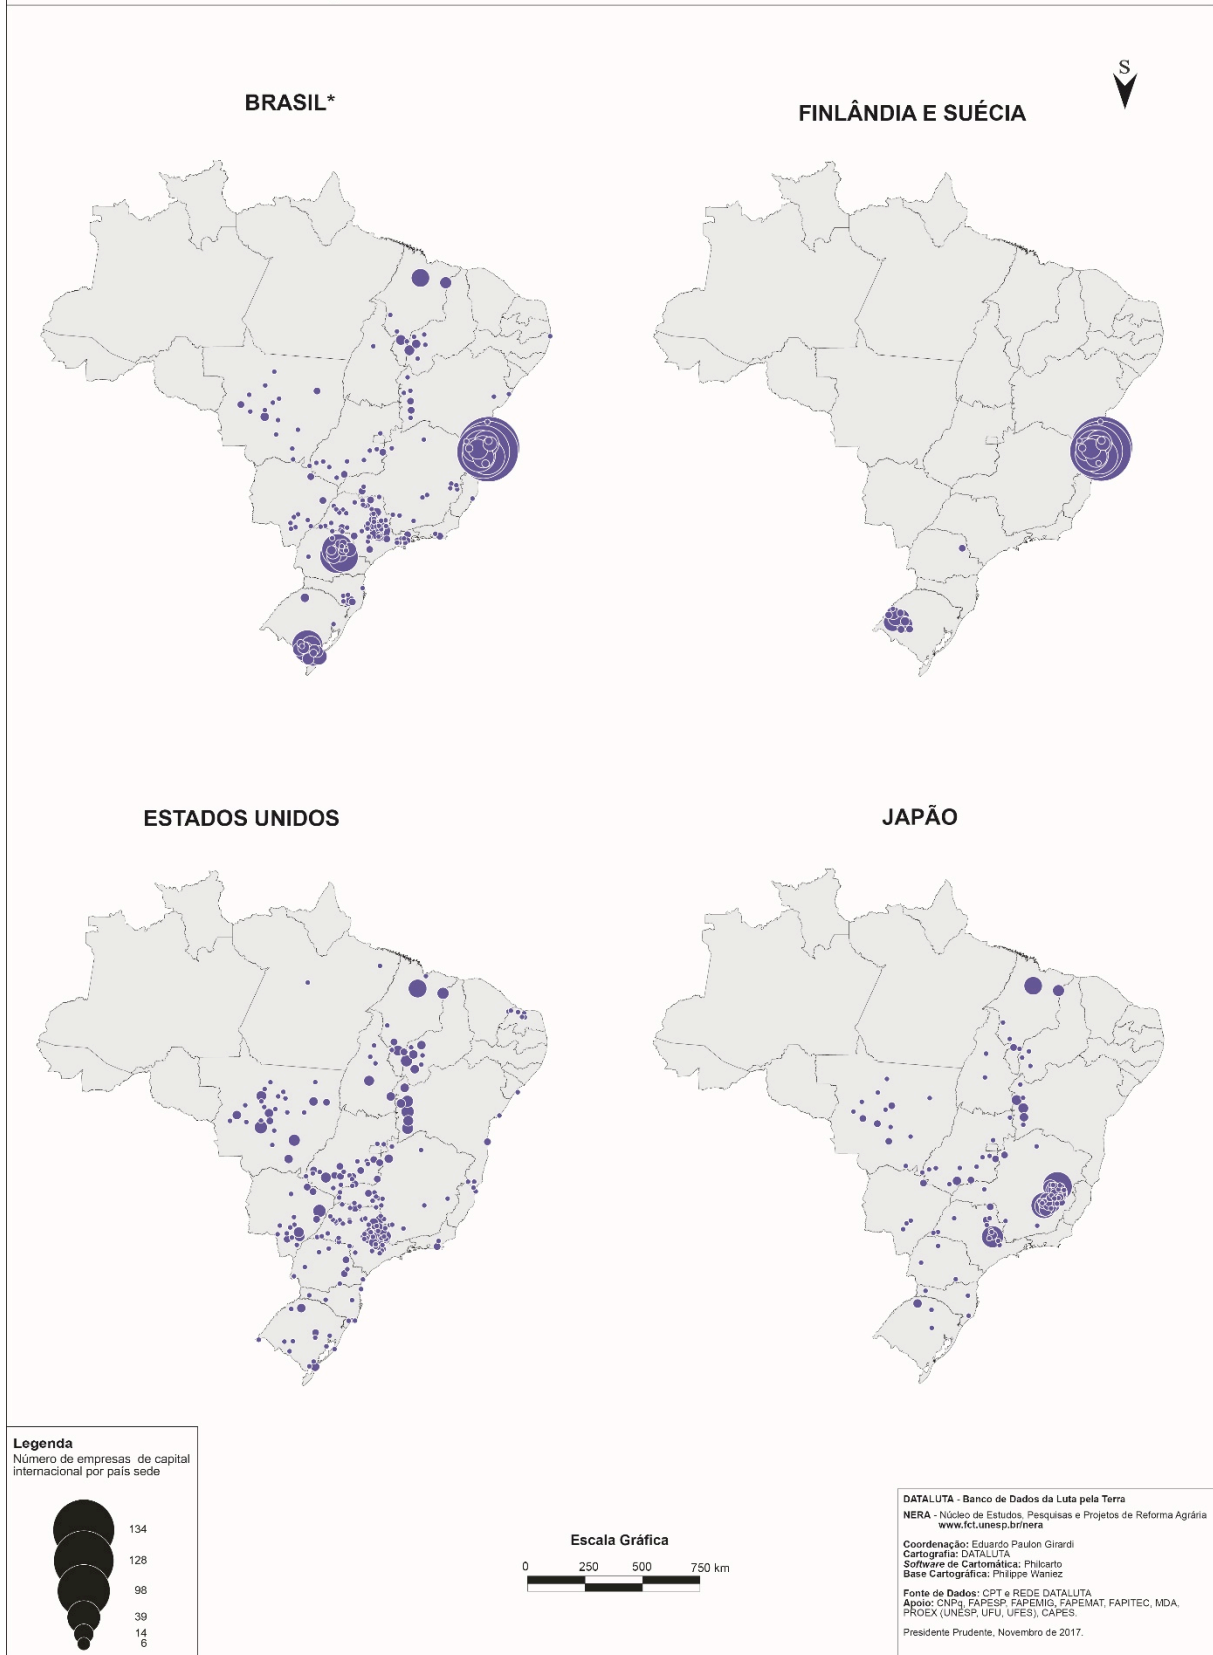 S
BRASIL*
FINLÂNDIA E SUÉCIA
ESTADOS UNIDOS
JAPÃO
Legenda
Número de empresas de capital
internacional por país sede
134
128
98
39
14
6
Escala Gráfica
0 250 500 750 km
DATALUTA - Banco de Dados da Luta pela Terra
NERA - Núcleo de Estudos, Pesquisas e Projetos de Reforma Agrária
www.fct.unesp.br/nera
Coordenação: Eduardo Paulon Girardi
Cartografia: DATALUTA
Software de Cartomática: Philcarto
Base Cartográfica: Philippe Waniez
Fonte de Dados: CPT e REDE DATALUTA
Apoio: CNPq, FAPESP, FAPEMIG, FAPEMAT, FAPITEC, MDA,
PROEX (UNESP, UFU, UFES), CAPES.
Presidente Prudente, Novembro de 2017.